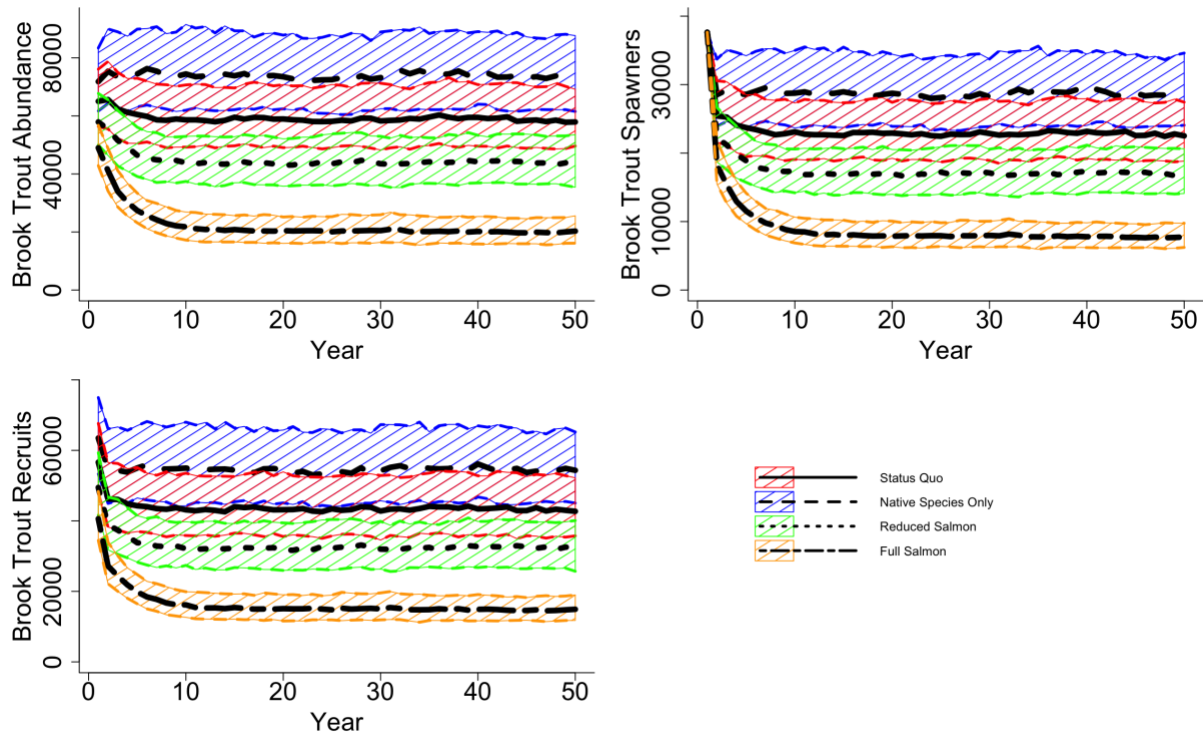 Brook Trout Abundance
80000
40000
0
0 10 20 30 40 50
Year
Brook Trout Spawners
30000
10000
0
0 10 20 30 40 50
Year
Brook Trout Recruits
60000
20000
0
0 10 20 30 40 50
Year
Status Quo
Native Species Only
Reduced Salmon
Full Salmon